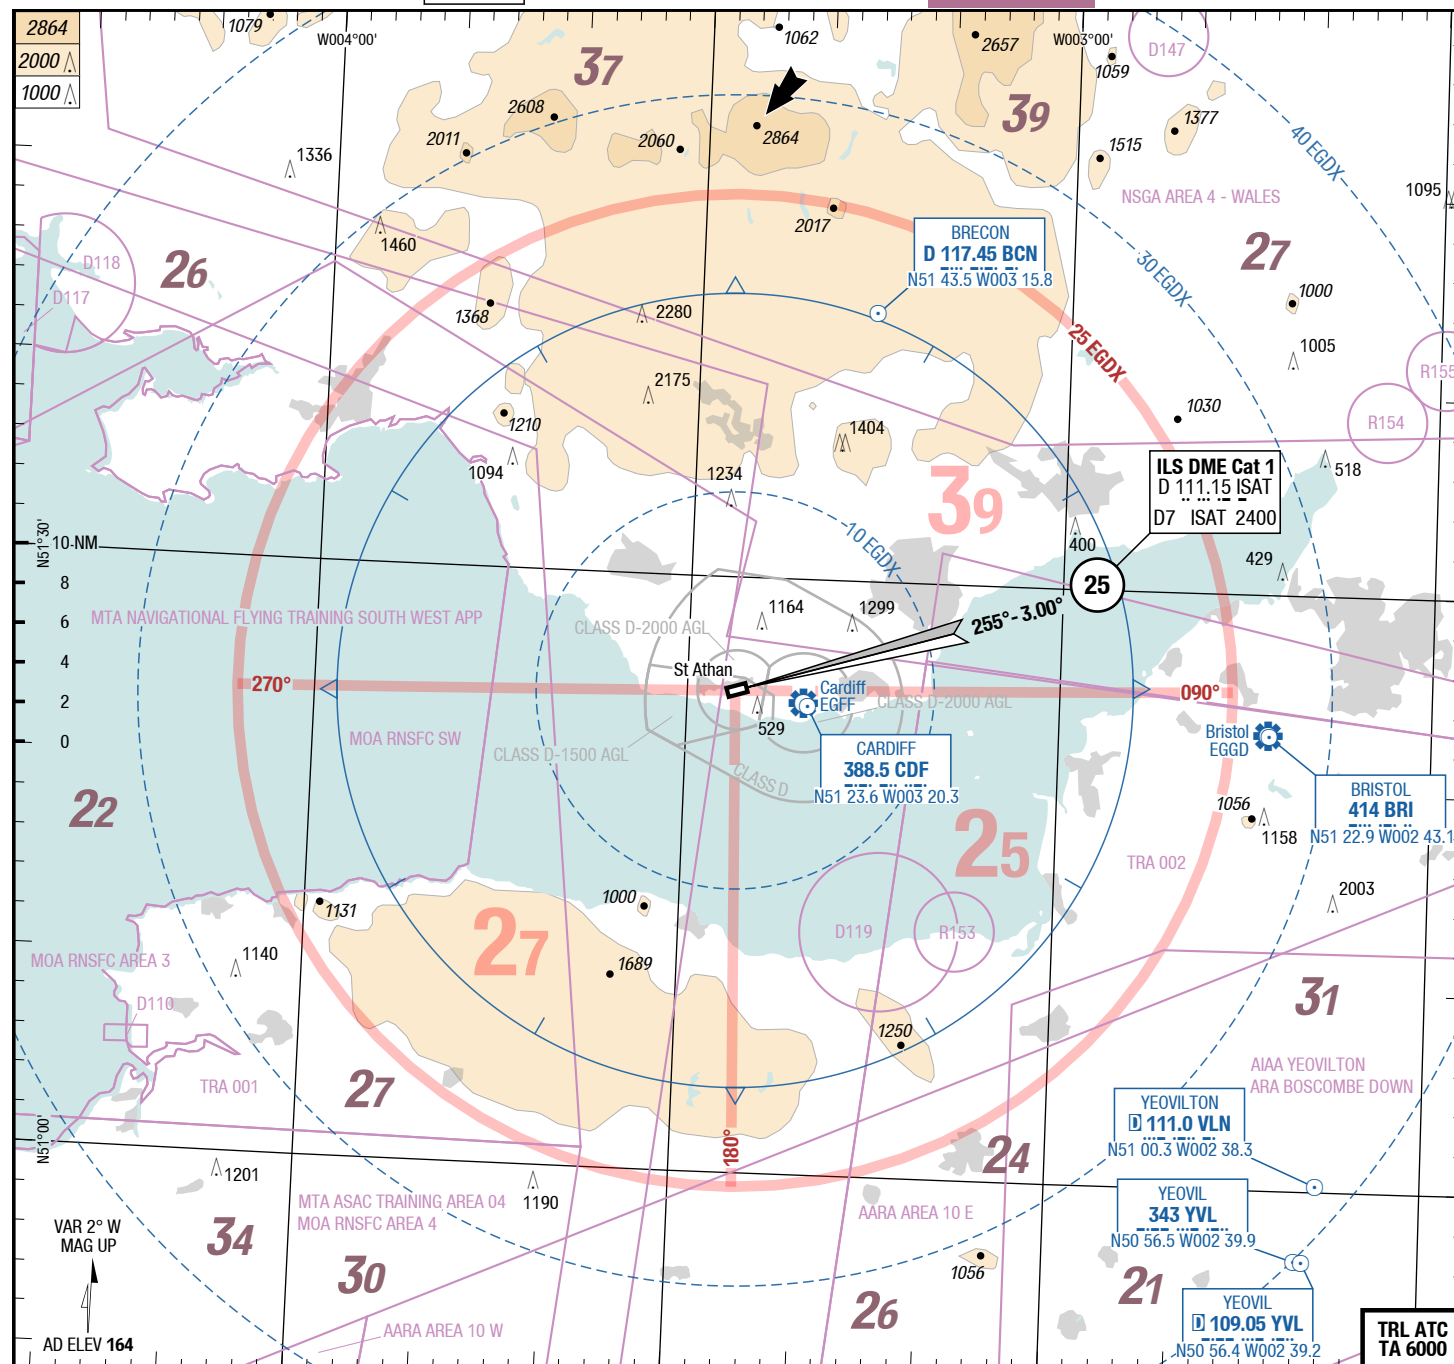 2864
2000
1000
1079
W004°00'
37
1062
2657
W003°00'
1059
D147
39
1377
1515
40 EGDX
2608
2011
2060
2864
1336
NSGA AREA 4 - WALES
1095
2017
1460
BRECON
D 117.45 BCN
N51 43.5 W003 15.8
27
30 EGDX
D118
D117
26
1368
2280
1000
25 EGDX
1005
R155
2175
1030
R154
1210
1404
1094
1234
518
39
ILS DME Cat 1
D 111.15 ISAT
D7 ISAT 2400
N51°30'
10 NM
8
6
4
2
0
10 EGDX
400
429
25
255°-3.00°
MTA NAVIGATIONAL FLYING TRAINING SOUTH WEST APP
CLASS D-2000 AGL
1164
1299
St Athan
270°
090°
Cardiff
EGFF
CLASS D-2000 AGL
529
MOA RNSFC SW
CLASS D-1500 AGL
CLASS D
CARDIFF
388.5 CDF
N51 23.6 W003 20.3
Bristol
EGGD
BRISTOL
414 BRI
N51 22.9 W002 43.1
22
1056
1158
25
TRA 002
2003
1131
1000
27
D119
R153
1140
MOA RNSFC AREA 3
1689
D110
31
1250
TRA 001
27
AIAA YEOVILTON
ARA BOSCOMBE DOWN
YEOVILTON
D 111.0 VLN
N51 00.3 W002 38.3
N51°00'
180°
24
1201
1190
MTA ASAC TRAINING AREA 04
MOA RNSFC AREA 4
AARA AREA 10 E
YEOVIL
343 YVL
N50 56.5 W002 39.9
VAR 2° W
MAG UP
34
30
1056
21
26
YEOVIL
D 109.05 YVL
N50 56.4 W002 39.2
AARA AREA 10 W
AD ELEV 164
TRL ATC
TA 6000